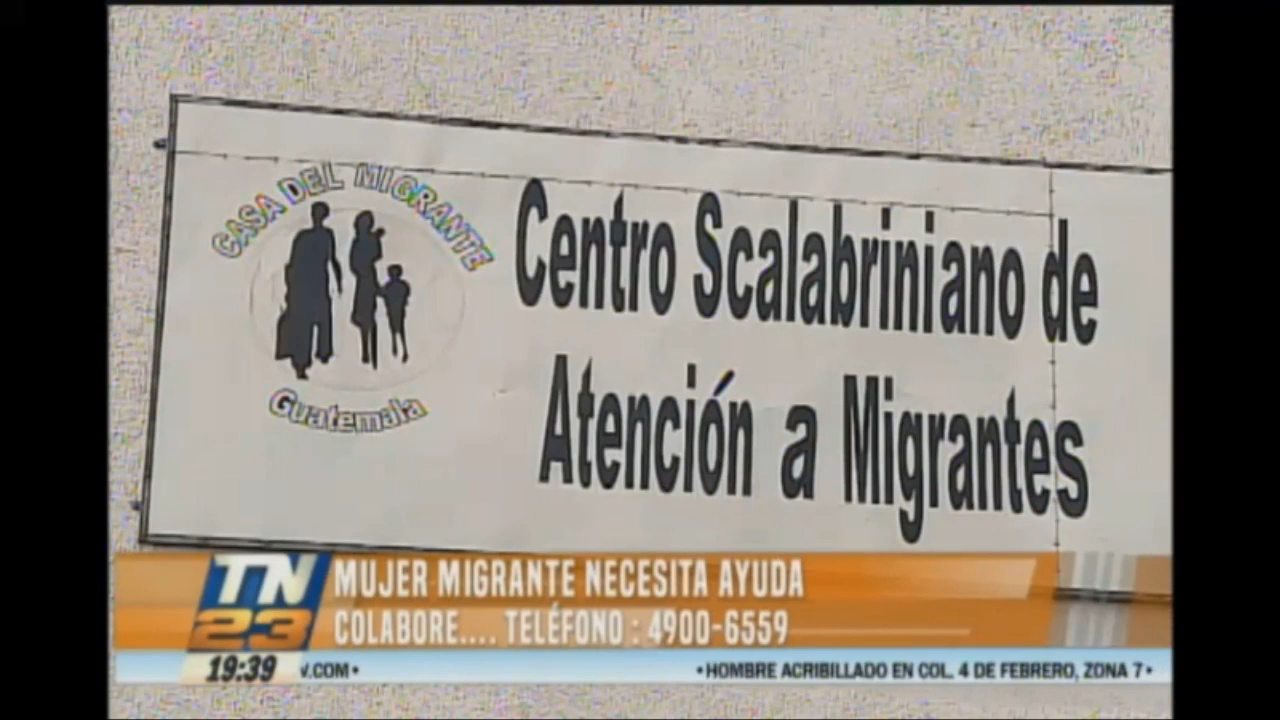 CASA DEL MIGRANTE
Guatemala
Centro Scalabriniano de
Atención a Migrantes
TN
23
MUJER MIGRANTE NECESITA AYUDA
COLABORE.... TELÉFONO : 4900-6559
19:39
V.COM•
•HOMBRE ACRIBILLADO EN COL. 4 DE FEBRERO, ZONA 7•